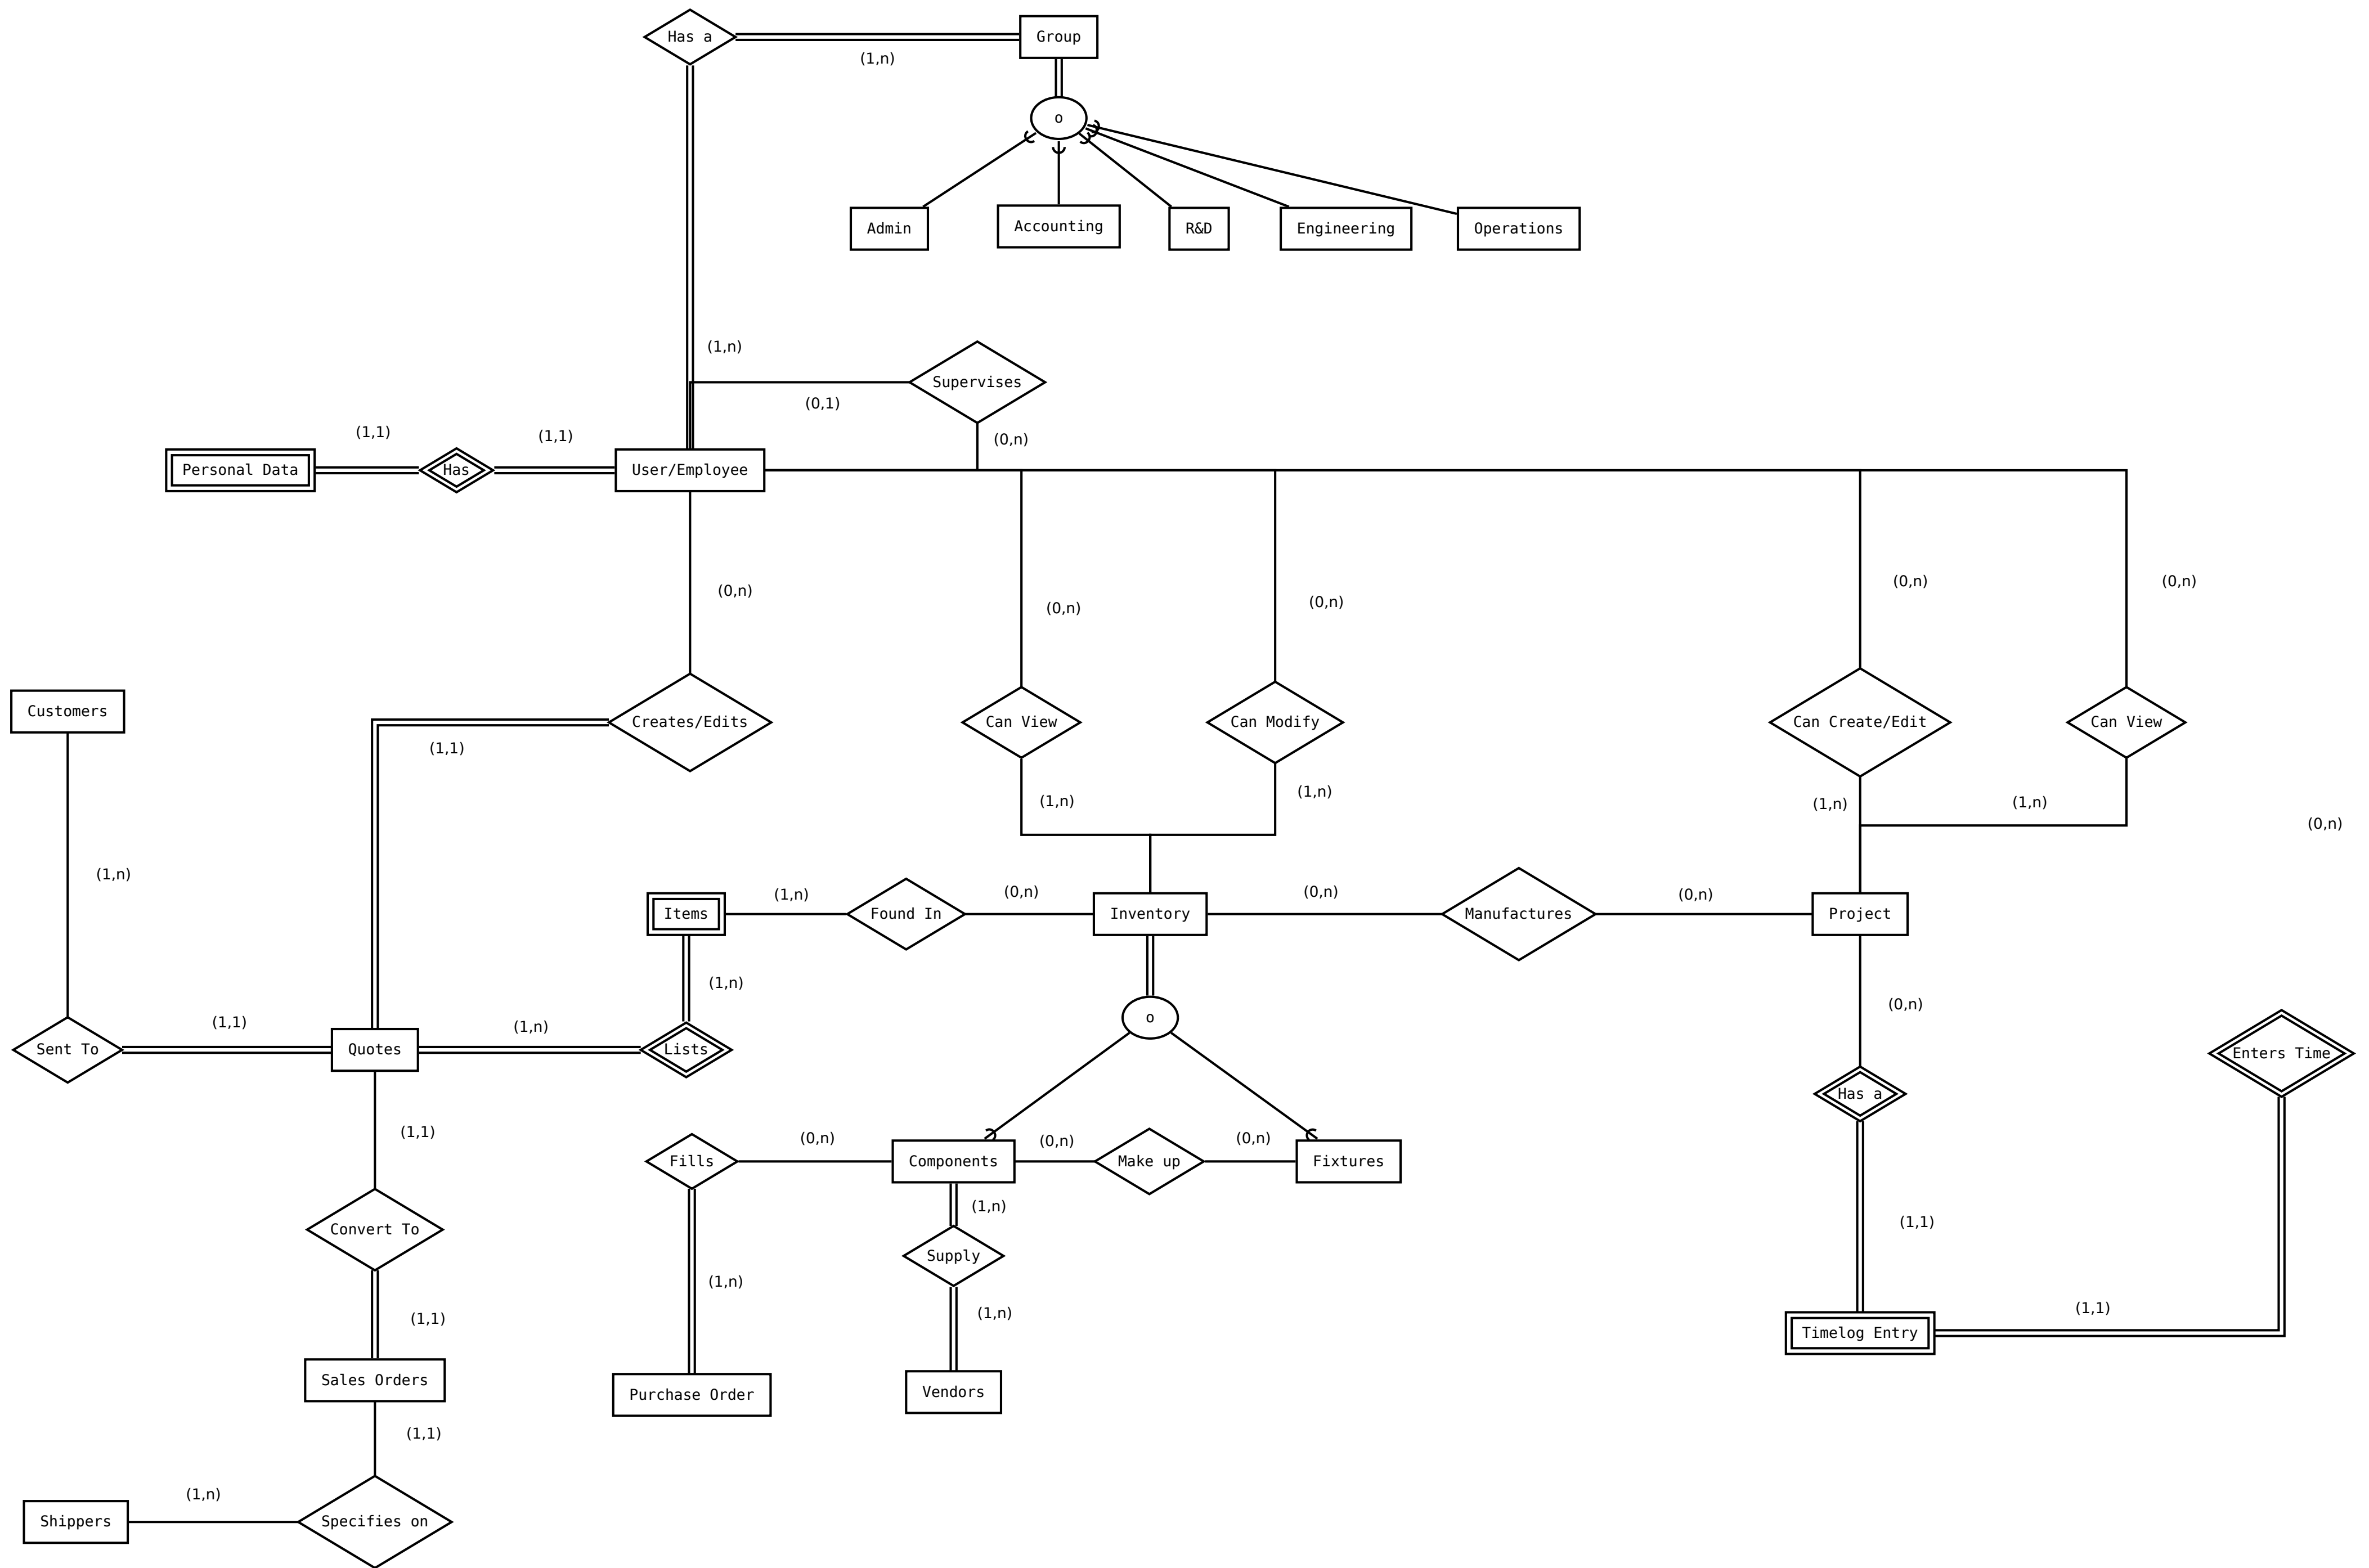 Has a
Group
(1,n)
o
Admin
Accounting
R&D
Engineering
Operations
(1,n)
Supervises
(0,1)
(0,n)
(1,1)
(1,1)
Personal Data
Has
User/Employee
(0,n)
(0,n)
(0,n)
(0,n)
(0,n)
Customers
Creates/Edits
Can View
Can Modify
Can Create/Edit
Can View
(1,1)
(1,n)
(1,n)
(1,n)
(1,n)
(0,n)
(1,n)
Items
(1,n)
Found In
(0,n)
Inventory
(0,n)
Manufactures
(0,n)
Project
(1,n)
(0,n)
Sent To
(1,1)
Quotes
(1,n)
Lists
o
Enters Time
Has a
(1,1)
Fills
(0,n)
Components
(0,n)
Make up
(0,n)
Fixtures
(1,n)
Convert To
Supply
(1,1)
(1,n)
(1,n)
(1,1)
(1,1)
Timelog Entry
Sales Orders
Purchase Order
Vendors
(1,1)
(1,n)
Shippers
Specifies on